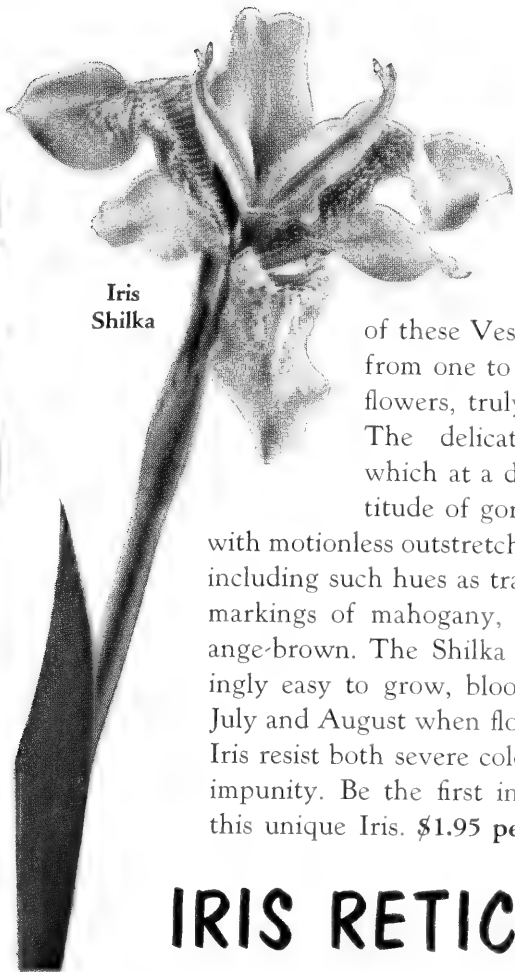 Iris
Shilka
of these Ves
from one to
flowers, truly
The delicat
which at a d
titude of gor
with motionless outstretch
including such hues as tra
markings of mahogany,
ange-brown. The Shilka
ingly easy to grow, bloo
July and August when flo
Iris resist both severe col
impunity. Be the first in
this unique Iris. $1.95 pe
IRIS RETIC